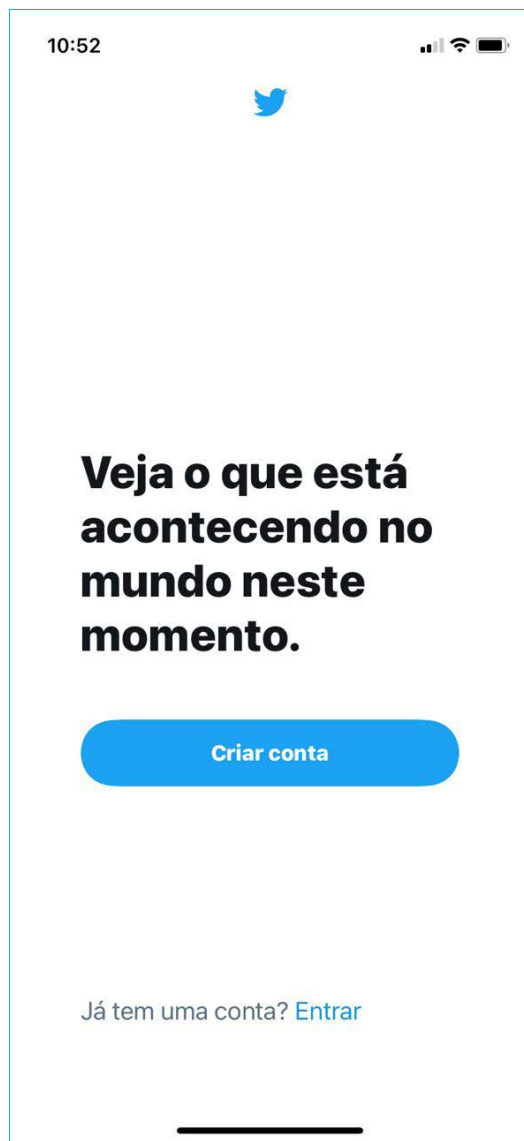 10:52
Veja o que está
acontecendo no
mundo neste
momento.
Criar conta
Já tem uma conta? Entrar